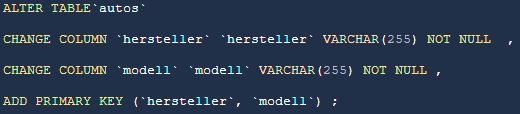 ALTER TABLE`autos`
CHANGE COLUMN `hersteller` `hersteller` VARCHAR(255) NOT NULL  ,
CHANGE COLUMN `modell` `modell` VARCHAR(255) NOT NULL ,
ADD PRIMARY KEY (`hersteller`, `modell`) ;